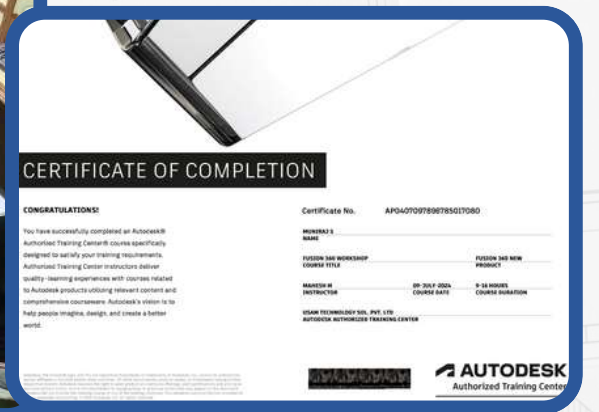 CERTIFICATE OF COMPLETION
CONGRATULATIONS!
You have successfully completed an Autodesk®
Authorized Training Center® course specifically
designed to satisfy your training requirements.
Authorized Training Center instructors deliver
quality-learning experiences with courses related
to Autodesk products utilizing relevant content and
comprehensive courseware. Autodesk's vision is to
help people imagine, design, and create a better
world.
Certificate No. AP0407097898785017080
MUNIRAJ S
NAME
FUSION 360 WORKSHOP FUSION 360 NEW
COURSE TITLE PRODUCT
MAHESH M 09-JULY-2024 9-16 HOURS
INSTRUCTOR COURSE DATE COURSE DURATION
USAM TECHNOLOGY SOL. PVT. LTD
AUTODESK AUTHORIZED TRAINING CENTER
AUTODESK
Authorized Training Center